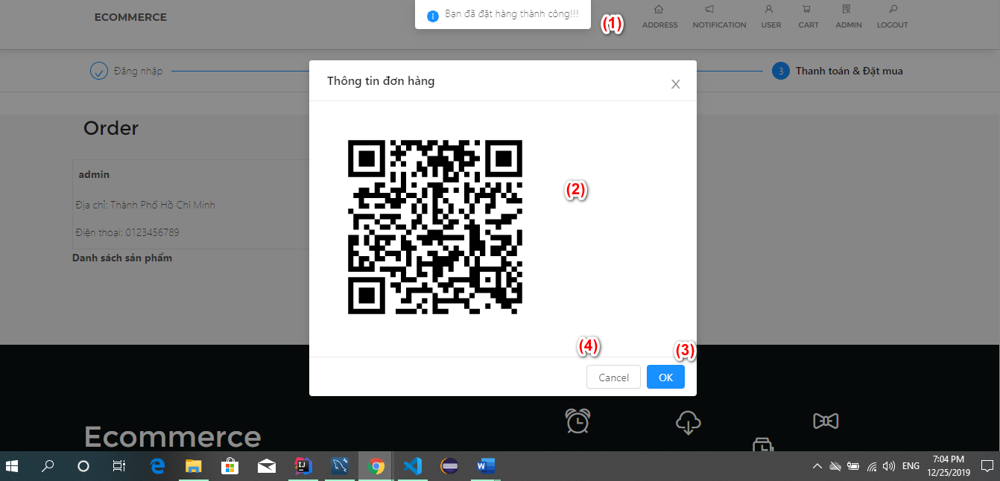 ECOMMERCE
Bạn đã đặt hàng thành công!!!
(1)
ADDRESS
NOTIFICATION
USER
CART
ADMIN
LOGOUT
Đăng nhập
3
Thanh toán & Đặt mua
Thông tin đơn hàng
Order
admin
Địa chỉ: Thành Phố Hồ Chí Minh
Điện thoại: 0123456789
Danh sách sản phẩm
(2)
(4)
(3)
Cancel
OK
Ecommerce
ENG
7:04 PM
12/25/2019